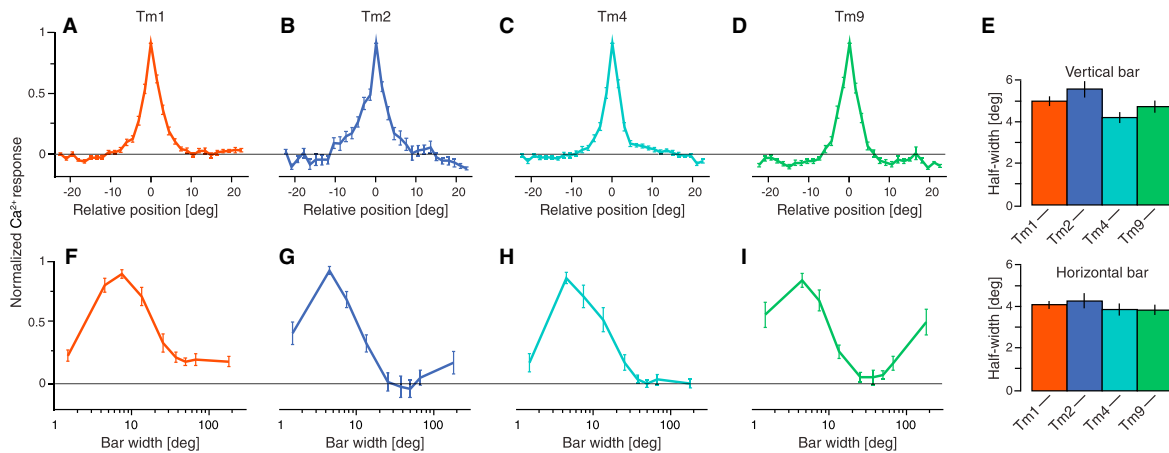 Tm1 Tm2 Tm4 Tm9
A B C D E
Normalized Ca²⁺ response
1
0.5
0
-20 -10 0 10 20
Relative position [deg]
-20 -10 0 10 20
Relative position [deg]
-20 -10 0 10 20
Relative position [deg]
-20 -10 0 10 20
Relative position [deg]
Vertical bar
Half-width [deg]
6
4
2
0
Tm1
Tm2
Tm4
Tm9
F G H I
1
0.5
0
1 10 100
Bar width [deg]
1 10 100
Bar width [deg]
1 10 100
Bar width [deg]
1 10 100
Bar width [deg]
Horizontal bar
Half-width [deg]
6
4
2
0
Tm1
Tm2
Tm4
Tm9